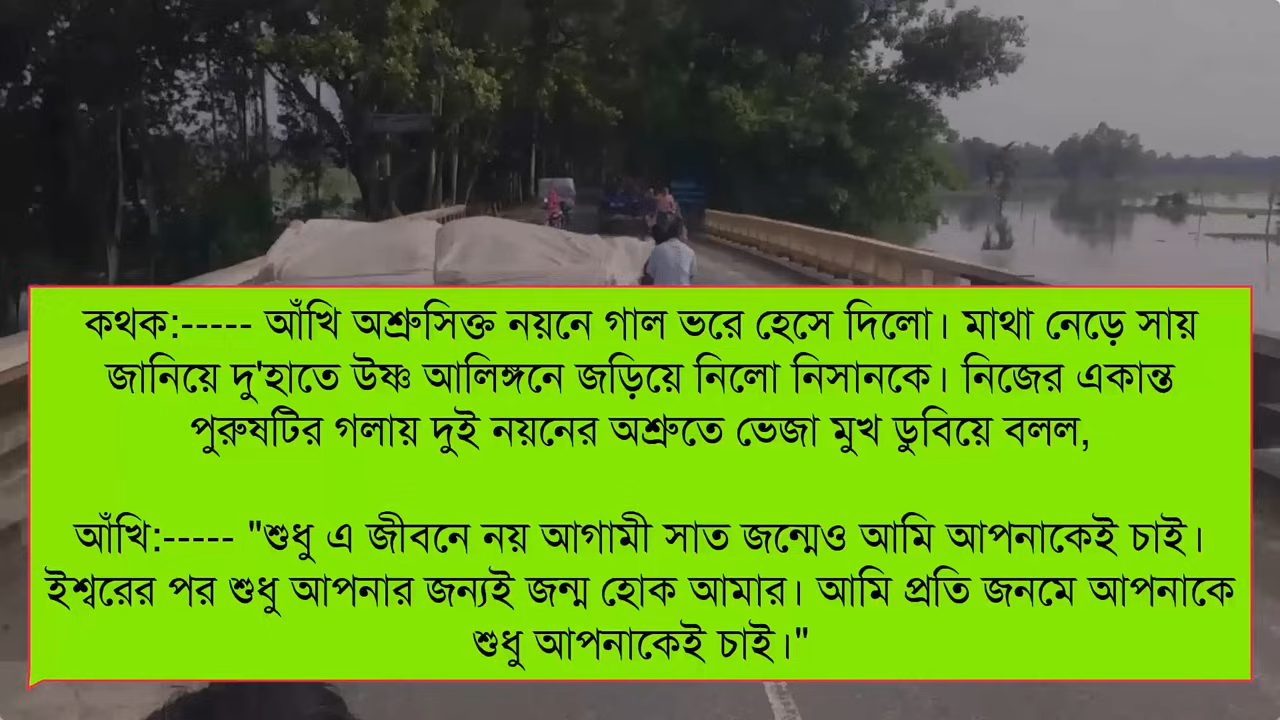 কথক:----- আঁখি অশ্রুসিক্ত নয়নে গাল ভরে হেসে দিলো। মাথা নেড়ে সায়
জানিয়ে দু'হাতে উষ্ণ আলিঙ্গনে জড়িয়ে নিলো নিসানকে। নিজের একান্ত
পুরুষটির গলায় দুই নয়নের অশ্রুতে ভেজা মুখ ডুবিয়ে বলল,
আঁখি:----- "শুধু এ জীবনে নয় আগামী সাত জন্মেও আমি আপনাকেই চাই।
ইশ্বরের পর শুধু আপনার জন্যই জন্ম হোক আমার। আমি প্রতি জনমে আপনাকে
শুধু আপনাকেই চাই।"